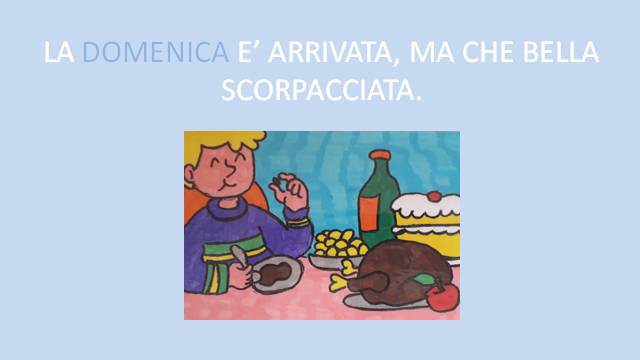 LA DOMENICA E’ ARRIVATA, MA CHE BELLA
SCORPACCIATA.